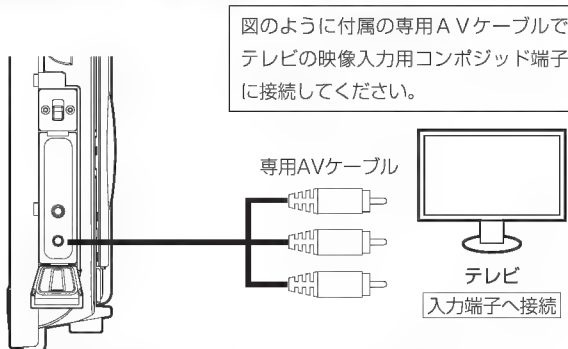 図のように付属の専用AVケーブルで
テレビの映像入力用コンポジッド端子
に接続してください。
専用AVケーブル
テレビ
入力端子へ接続